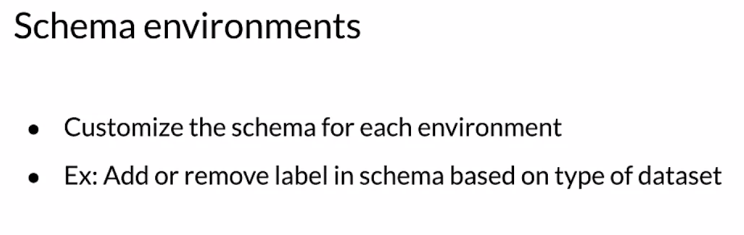 Schema environments
● Customize the schema for each environment
● Ex: Add or remove label in schema based on type of dataset